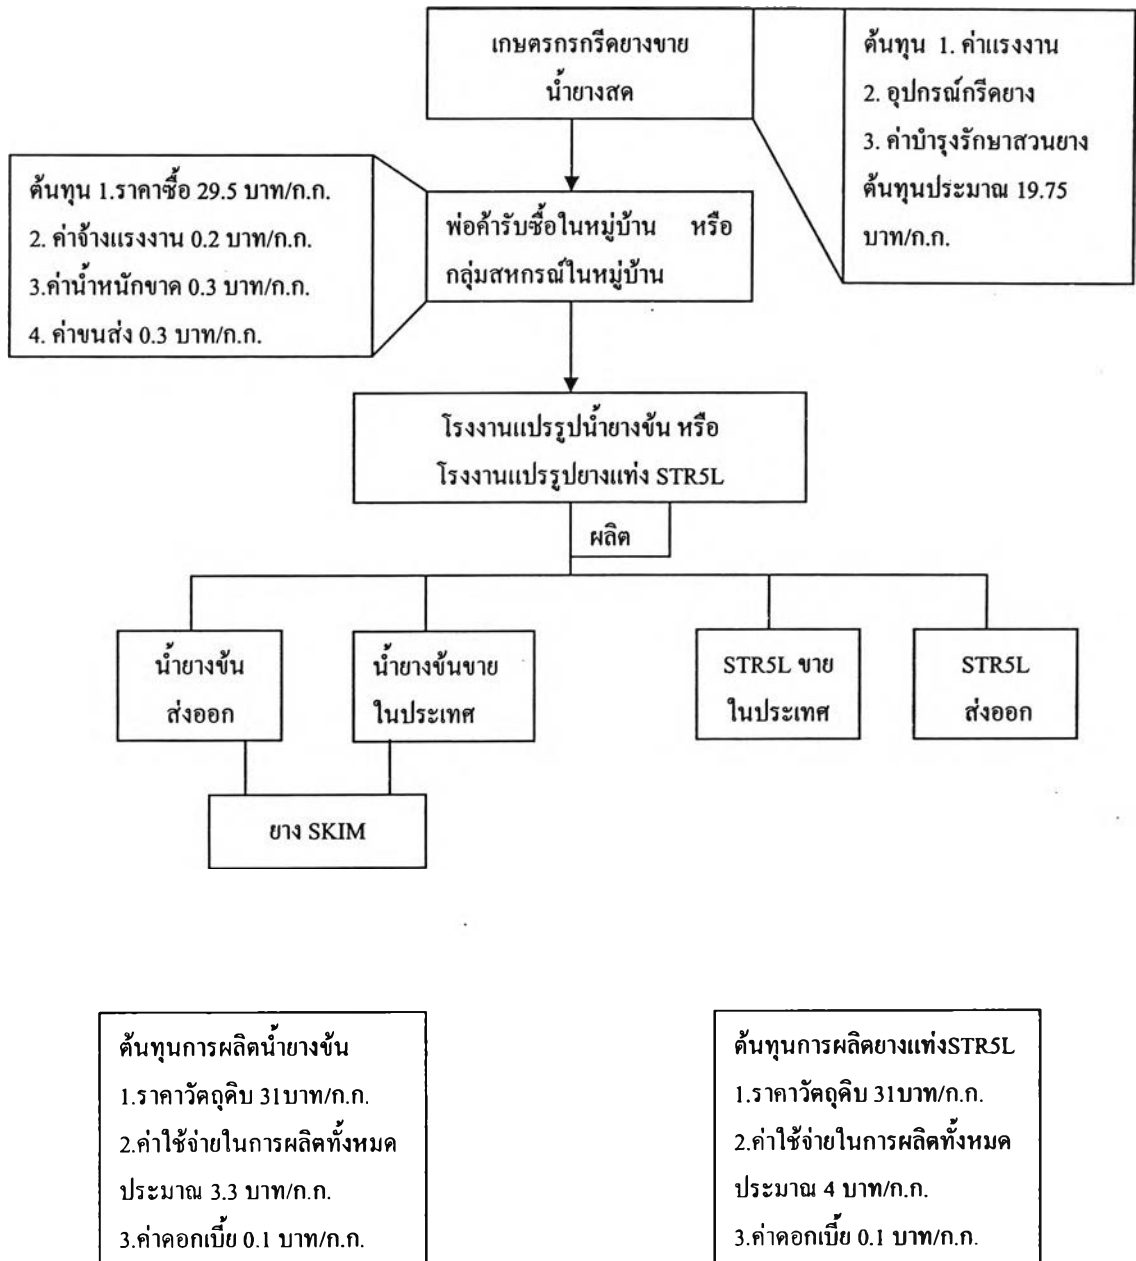 เกษตรกรกรีดยางขาย
น้ำยางสด
ต้นทุน 1. ค่าแรงงาน
2. อุปกรณ์กรีดยาง
3. ค่าบำรุงรักษาสวนยาง
ต้นทุนประมาณ 19.75
บาท/ก.ก.
ต้นทุน 1.ราคาซื้อ 29.5 บาท/ก.ก.
2. ค่าจ้างแรงงาน 0.2 บาท/ก.ก.
3.ค่าน้ำหนักขาด 0.3 บาท/ก.ก.
4. ค่าขนส่ง 0.3 บาท/ก.ก.
พ่อค้ารับซื้อในหมู่บ้าน หรือ
กลุ่มสหกรณ์ในหมู่บ้าน
โรงงานแปรรูปน้ำยางข้น หรือ
โรงงานแปรรูปยางแท่ง STR5L
ผลิต
น้ำยางข้น
ส่งออก
น้ำยางข้นขาย
ในประเทศ
STR5L ขาย
ในประเทศ
STR5L
ส่งออก
ยาง SKIM
ต้นทุนการผลิตน้ำยางข้น
1.ราคาวัตถุดิบ 31บาท/ก.ก.
2.ค่าใช้จ่ายในการผลิตทั้งหมด
ประมาณ 3.3 บาท/ก.ก.
3.ค่าดอกเบี้ย 0.1 บาท/ก.ก.
ต้นทุนการผลิตยางแท่งSTR5L
1.ราคาวัตถุดิบ 31บาท/ก.ก.
2.ค่าใช้จ่ายในการผลิตทั้งหมด
ประมาณ 4 บาท/ก.ก.
3.ค่าดอกเบี้ย 0.1 บาท/ก.ก.